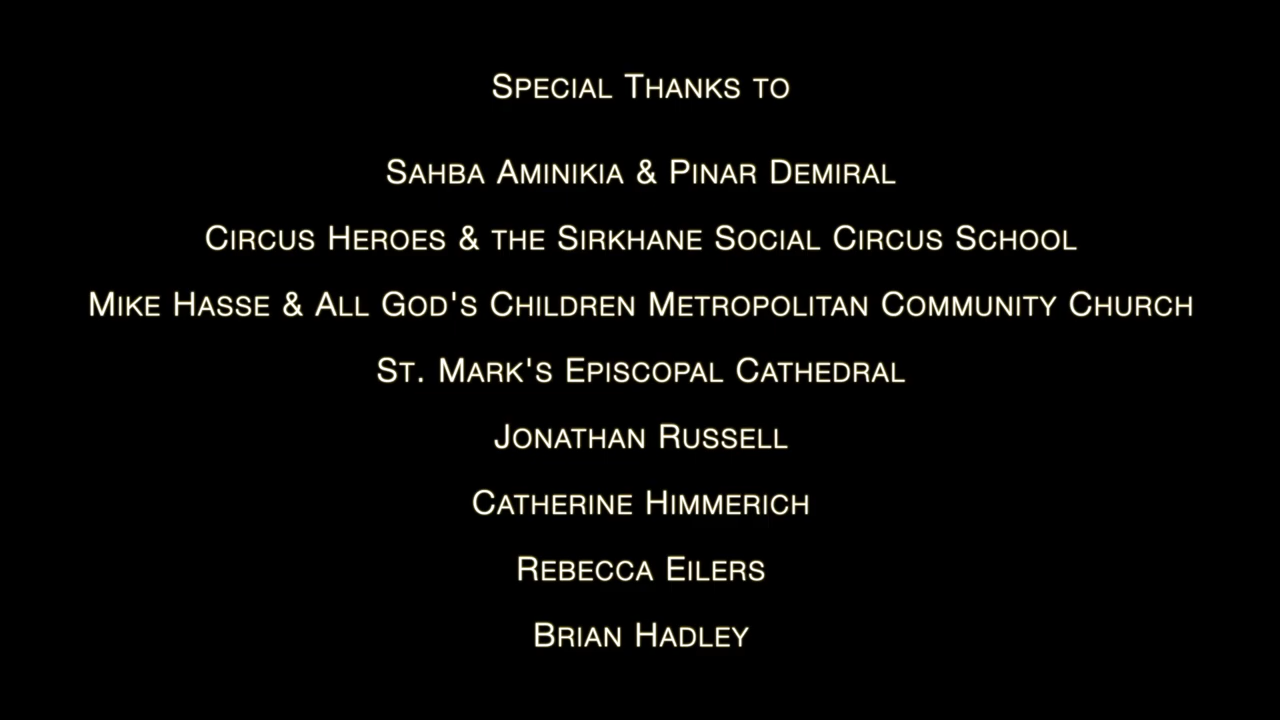 Special Thanks to
Sahba Aminikia & Pinar Demiral
Circus Heroes & the Sirkhane Social Circus School
Mike Hasse & All God's Children Metropolitan Community Church
St. Mark's Episcopal Cathedral
Jonathan Russell
Catherine Himmerich
Rebecca Eilers
Brian Hadley